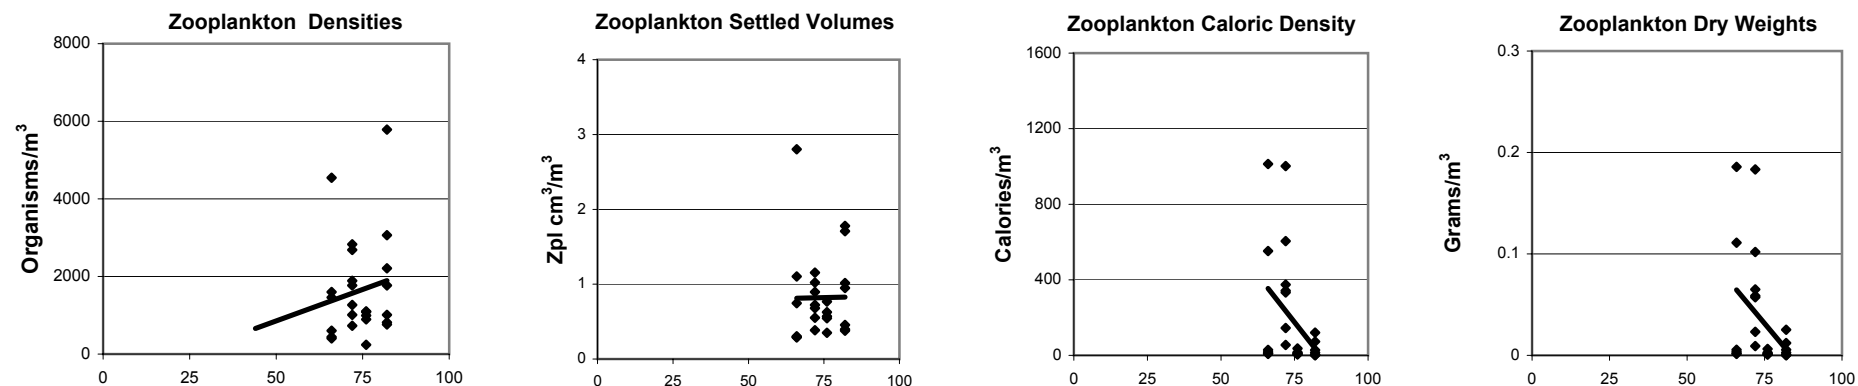 Zooplankton Densities
8000
6000
4000
2000
0
Organisms/m³
0 25 50 75 100
Zooplankton Settled Volumes
4
3
2
1
0
Zpl cm³/m³
0 25 50 75 100
Zooplankton Caloric Density
1600
1200
800
400
0
Calories/m³
0 25 50 75 100
Zooplankton Dry Weights
0.3
0.2
0.1
0
Grams/m³
0 25 50 75 100